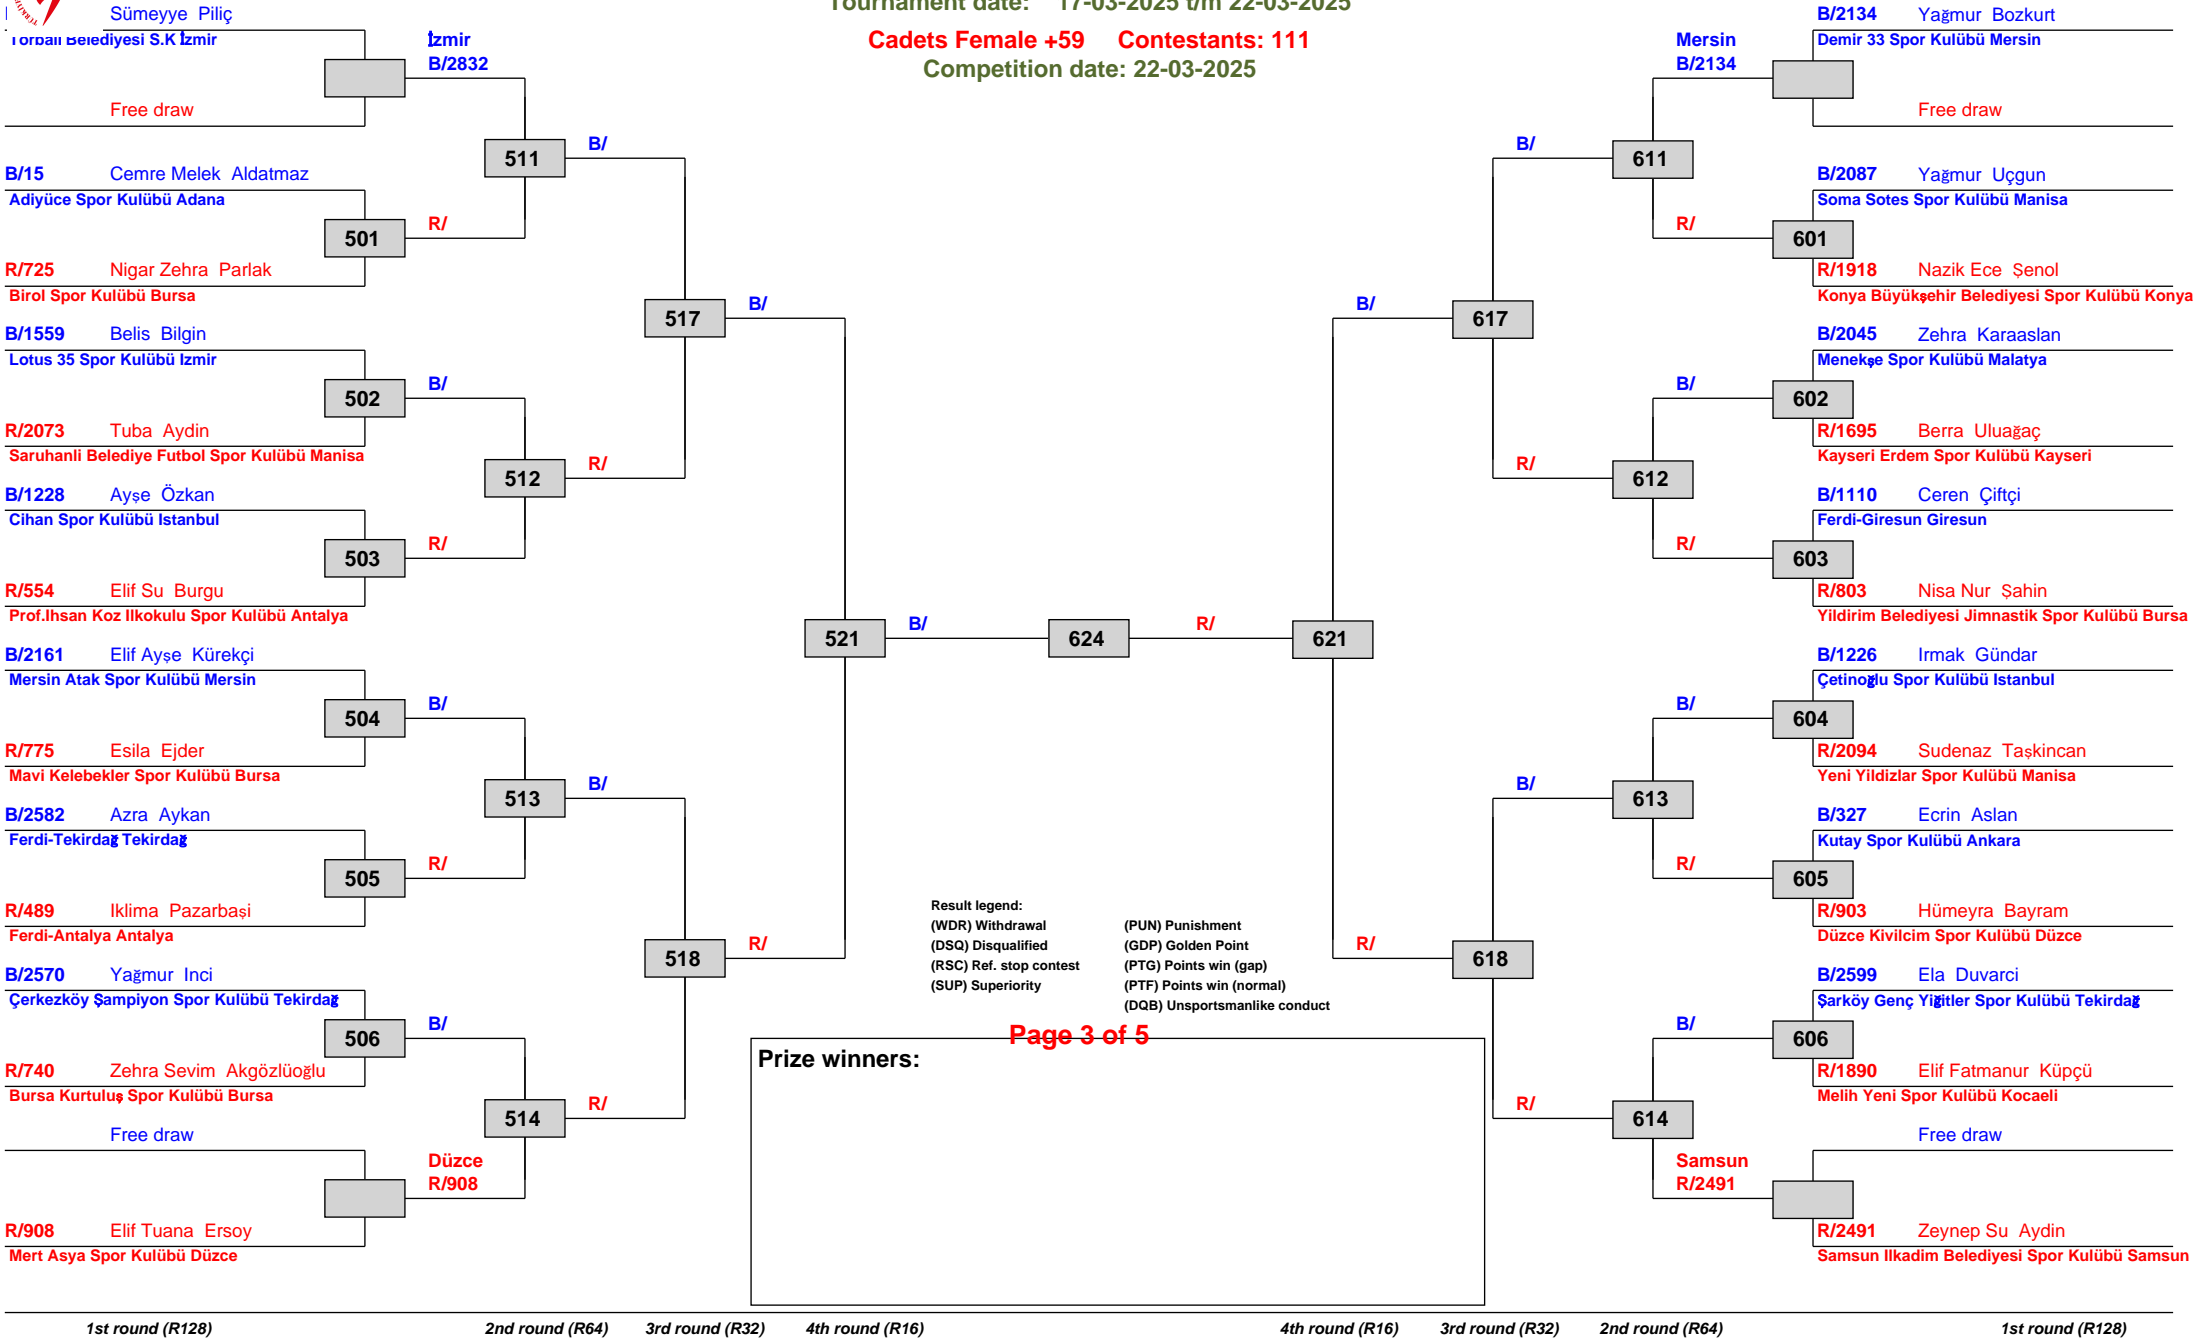 Tournament date: 17-03-2025 t/m 22-03-2025
Cadets Female +59 Contestants: 111
Competition date: 22-03-2025
Sümeyye Piliç
Torbali Belediyesi S.K İzmir
Free draw
İzmir
B/2832
B/15 Cemre Melek Aldatmaz
Adiyüce Spor Kulübü Adana
501
R/725 Nigar Zehra Parlak
Birol Spor Kulübü Bursa
R/
511
B/
B/1559 Belis Bilgin
Lotus 35 Spor Kulübü Izmir
502
R/2073 Tuba Aydin
Saruhanli Belediye Futbol Spor Kulübü Manisa
B/
512
R/
B/1228 Ayşe Özkan
Cihan Spor Kulübü Istanbul
503
R/554 Elif Su Burgu
Prof.Ihsan Koz Ilkokulu Spor Kulübü Antalya
R/
517
B/
B/2161 Elif Ayşe Kürekçi
Mersin Atak Spor Kulübü Mersin
504
R/775 Esila Ejder
Mavi Kelebekler Spor Kulübü Bursa
B/
513
B/
B/2582 Azra Aykan
Ferdi-Tekirdağ Tekirdağ
505
R/489 Iklima Pazarbaşi
Ferdi-Antalya Antalya
R/
518
R/
B/2570 Yağmur Inci
Çerkezköy Şampiyon Spor Kulübü Tekirdağ
506
R/740 Zehra Sevim Akgözlüoğlu
Bursa Kurtuluş Spor Kulübü Bursa
B/
514
R/
Free draw
Düzce
R/908
R/908 Elif Tuana Ersoy
Mert Asya Spor Kulübü Düzce
521
B/
624
R/
621
B/2134 Yağmur Bozkurt
Demir 33 Spor Kulübü Mersin
Free draw
Mersin
B/2134
B/2087 Yağmur Uçgun
Soma Sotes Spor Kulübü Manisa
601
R/1918 Nazik Ece Şenol
Konya Büyükşehir Belediyesi Spor Kulübü Konya
R/
611
B/
B/2045 Zehra Karaaslan
Menekşe Spor Kulübü Malatya
602
R/1695 Berra Uluağaç
Kayseri Erdem Spor Kulübü Kayseri
B/
612
R/
B/1110 Ceren Çiftçi
Ferdi-Giresun Giresun
603
R/803 Nisa Nur Şahin
Yildirim Belediyesi Jimnastik Spor Kulübü Bursa
R/
617
B/
B/1226 Irmak Gündar
Çetinoğlu Spor Kulübü Istanbul
604
R/2094 Sudenaz Taşkincan
Yeni Yildizlar Spor Kulübü Manisa
B/
613
B/
B/327 Ecrin Aslan
Kutay Spor Kulübü Ankara
605
R/903 Hümeyra Bayram
Düzce Kivilcim Spor Kulübü Düzce
R/
618
R/
B/2599 Ela Duvarci
Şarköy Genç Yiğitler Spor Kulübü Tekirdağ
606
R/1890 Elif Fatmanur Küpçü
Melih Yeni Spor Kulübü Kocaeli
B/
614
R/
Free draw
Samsun
R/2491
R/2491 Zeynep Su Aydin
Samsun Ilkadim Belediyesi Spor Kulübü Samsun
Result legend:
(WDR) Withdrawal (PUN) Punishment
(DSQ) Disqualified (GDP) Golden Point
(RSC) Ref. stop contest (PTG) Points win (gap)
(SUP) Superiority (PTF) Points win (normal)
(DQB) Unsportsmanlike conduct
Page 3 of 5
Prize winners:
1st round (R128) 2nd round (R64) 3rd round (R32) 4th round (R16) 4th round (R16) 3rd round (R32) 2nd round (R64) 1st round (R128)